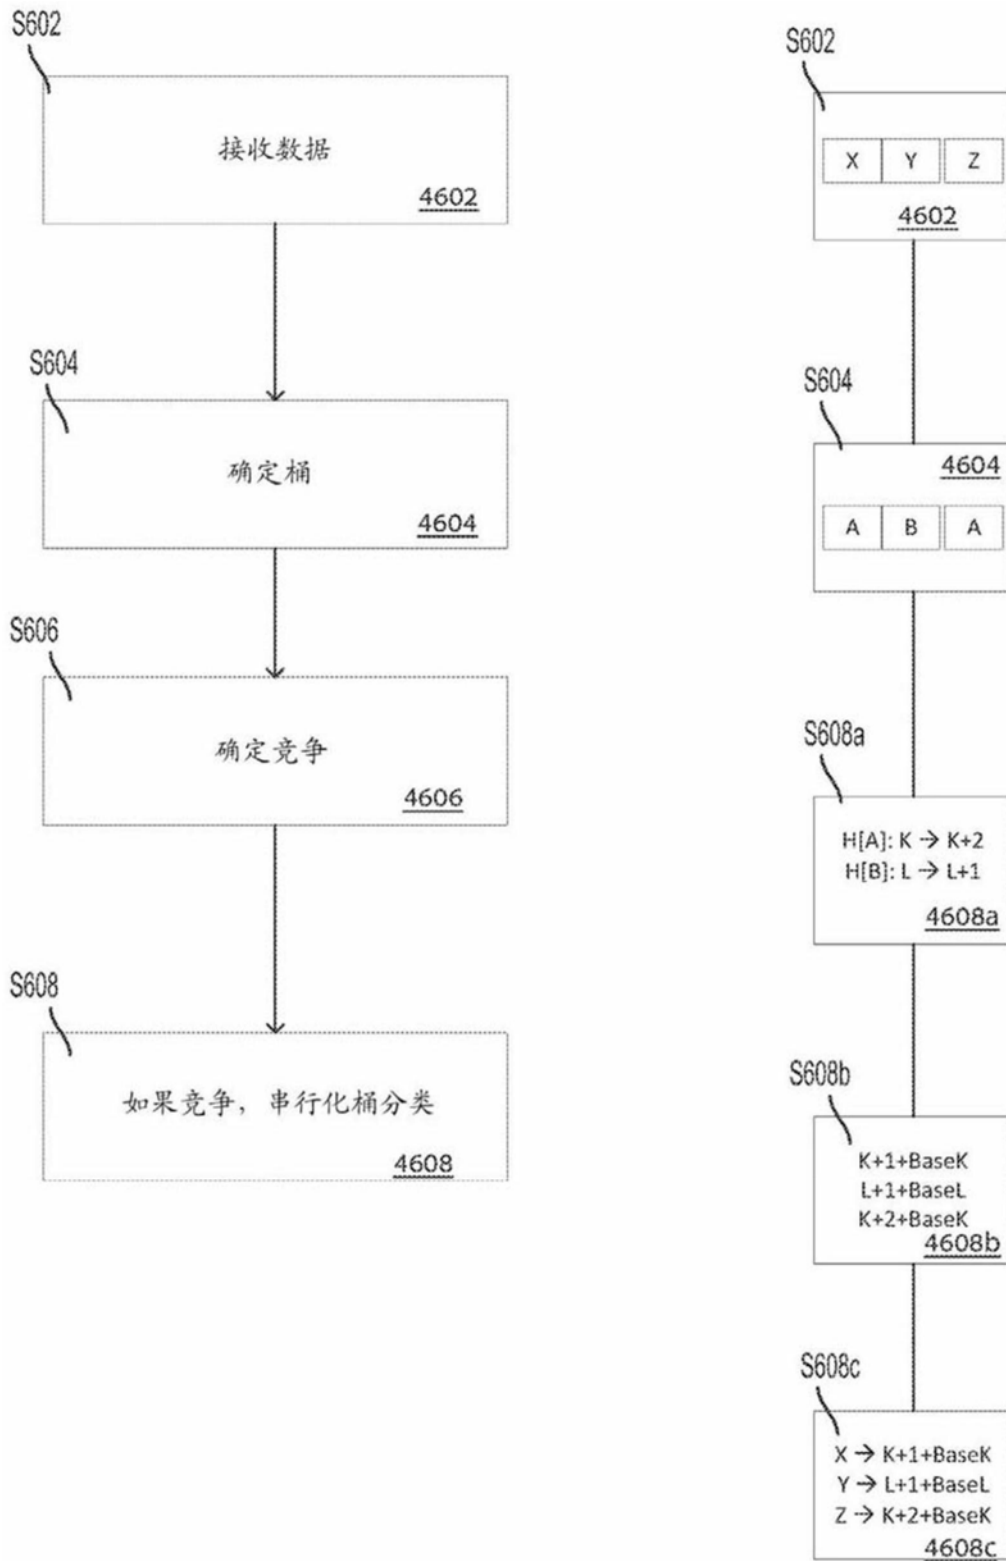 S602
接收数据
4602
S604
确定桶
4604
S606
确定竞争
4606
S608
如果竞争，串行化桶分类
4608
S602
X Y Z
4602
S604
4604
A B A
S608a
H[A]: K → K+2
H[B]: L → L+1
4608a
S608b
K+1+BaseK
L+1+BaseL
K+2+BaseK
4608b
S608c
X → K+1+BaseK
Y → L+1+BaseL
Z → K+2+BaseK
4608c